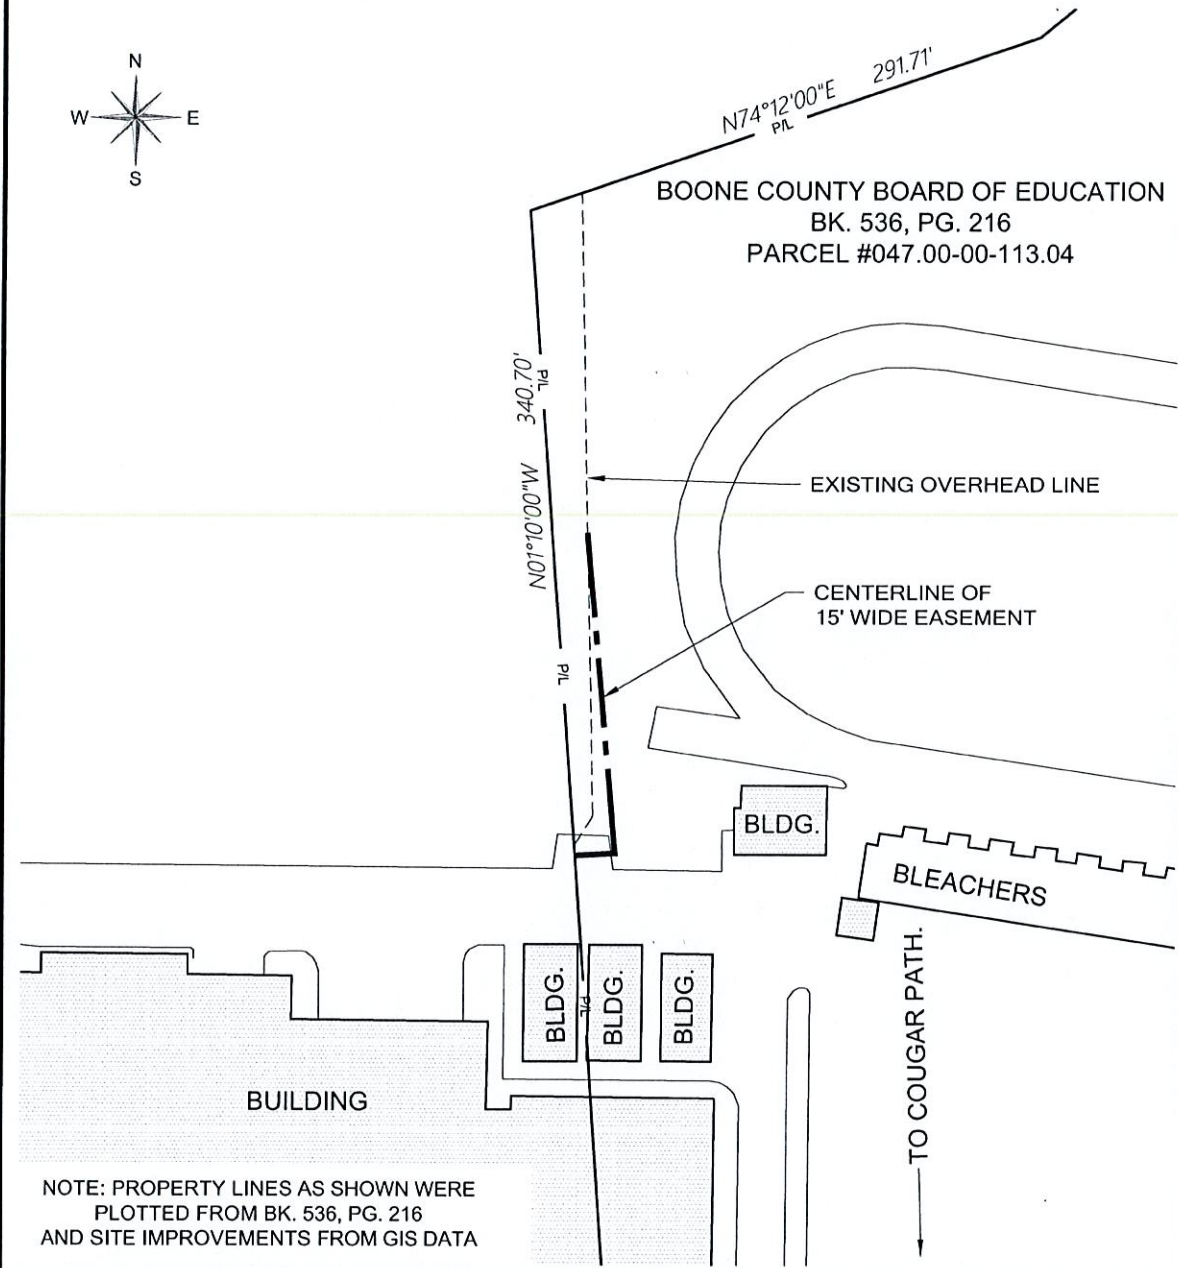 N
W E
S
N74°12'00"E 291.71'
P/L
BOONE COUNTY BOARD OF EDUCATION
BK. 536, PG. 216
PARCEL #047.00-00-113.04
N01°10'00"W 340.70'
P/L
EXISTING OVERHEAD LINE
CENTERLINE OF
15' WIDE EASEMENT
P/L
BLDG.
BLEACHERS
BLDG.
P/L
BLDG.
BLDG.
TO COUGAR PATH.
BUILDING
NOTE: PROPERTY LINES AS SHOWN WERE
PLOTTED FROM BK. 536, PG. 216
AND SITE IMPROVEMENTS FROM GIS DATA